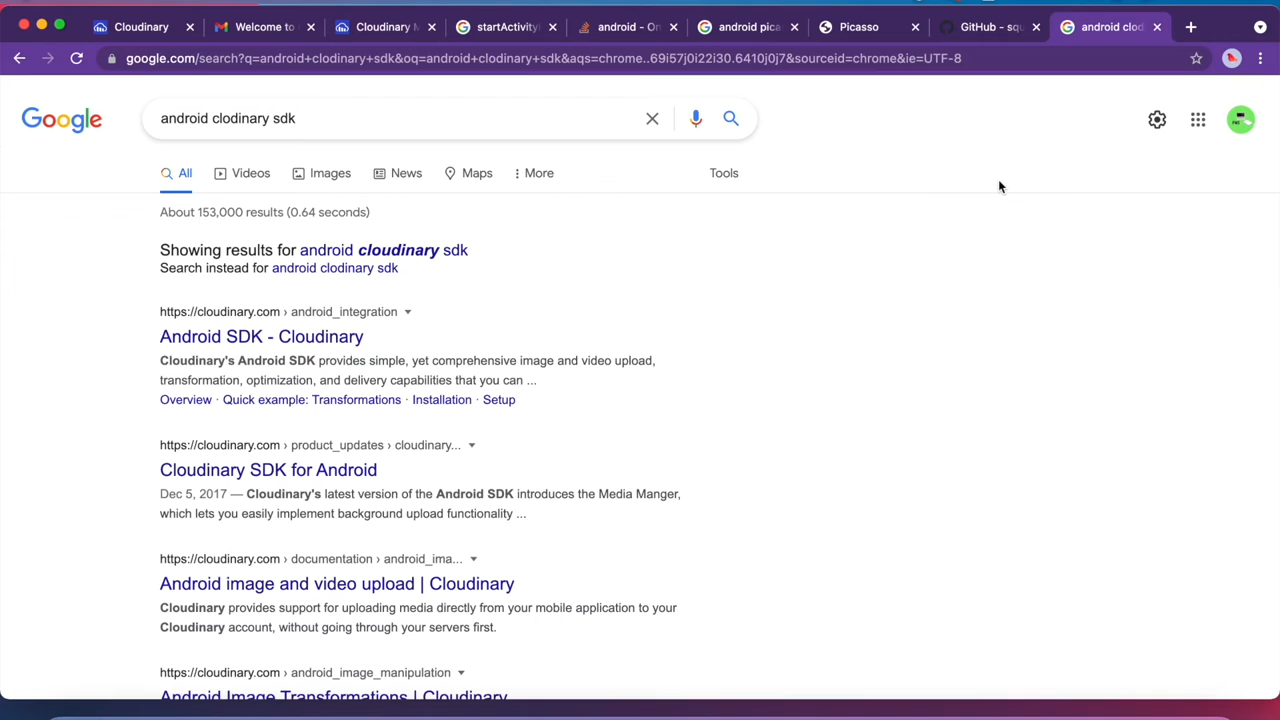 Cloudinary
Welcome to
Cloudinary M
startActivity
android - On
android pica
Picasso
GitHub - squ
android clod
google.com/search?q=android+clodinary+sdk&oq=android+clodinary+sdk&aqs=chrome..69i57j0i22i30.6410j0j7&sourceid=chrome&ie=UTF-8
Google
android clodinary sdk
All
Videos
Images
News
Maps
More
Tools
About 153,000 results (0.64 seconds)
Showing results for android cloudinary sdk
Search instead for android clodinary sdk
https://cloudinary.com › android_integration
Android SDK - Cloudinary
Cloudinary's Android SDK provides simple, yet comprehensive image and video upload,
transformation, optimization, and delivery capabilities that you can ...
Overview · Quick example: Transformations · Installation · Setup
https://cloudinary.com › product_updates › cloudinary...
Cloudinary SDK for Android
Dec 5, 2017 — Cloudinary's latest version of the Android SDK introduces the Media Manger,
which lets you easily implement background upload functionality ...
https://cloudinary.com › documentation › android_ima...
Android image and video upload | Cloudinary
Cloudinary provides support for uploading media directly from your mobile application to your
Cloudinary account, without going through your servers first.
https://cloudinary.com › android_image_manipulation
Android Image Transformations | Cloudinary